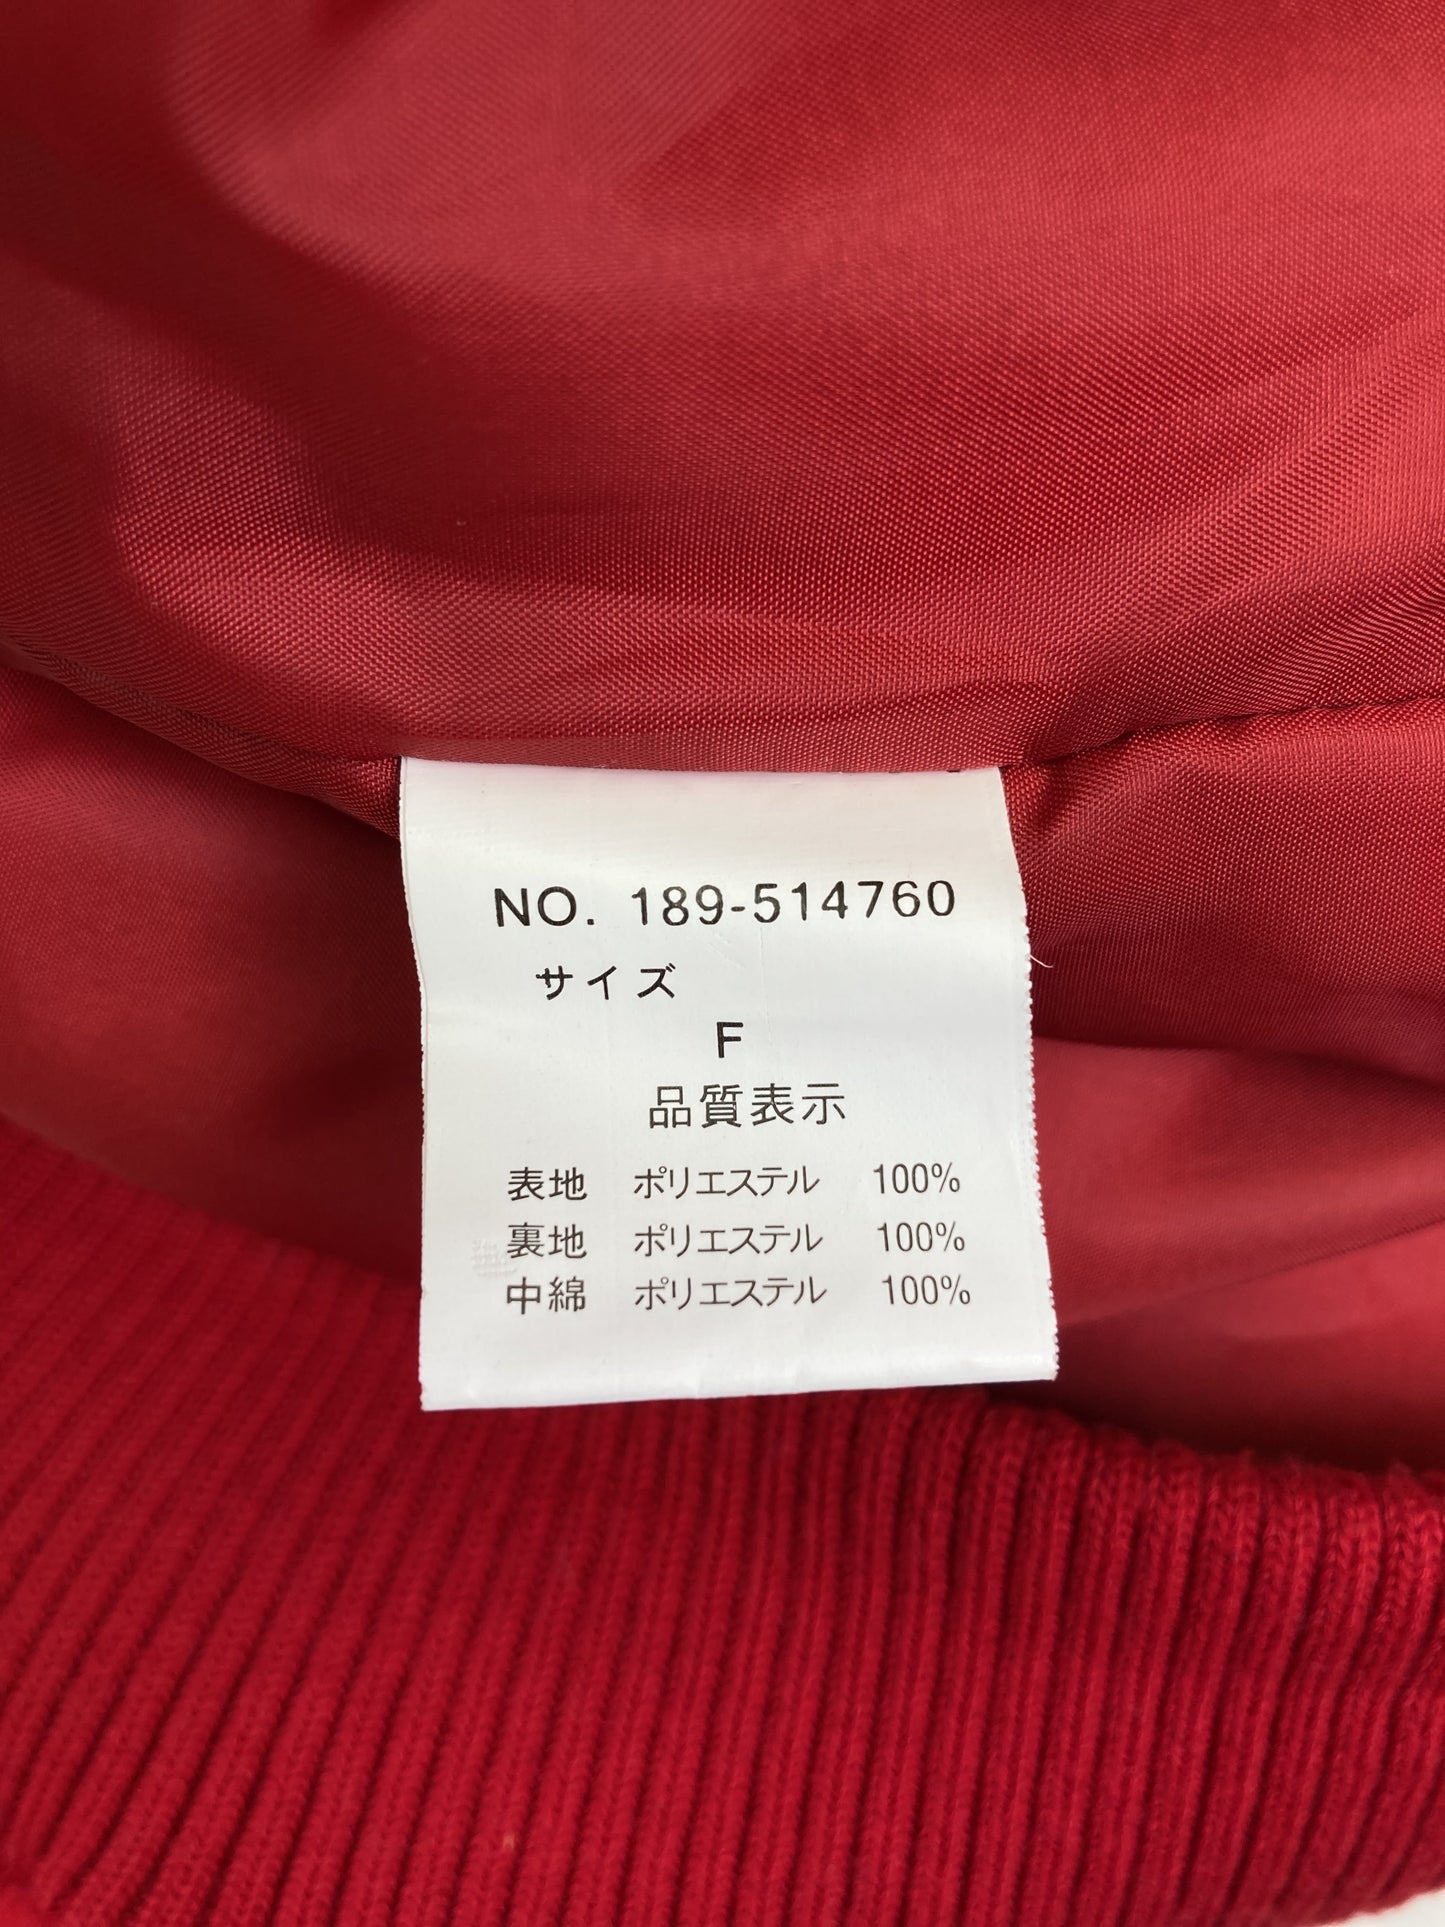 NO. 189-514760
サイズ
F
品質表示
表地 ポリエステル 100%
裏地 ポリエステル 100%
中綿 ポリエステル 100%